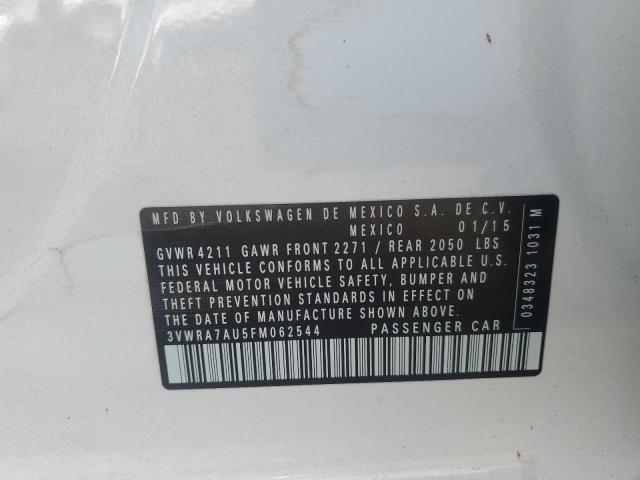 MFD BY VOLKSWAGEN DE MEXICO S.A. DE C.V.
MEXICO 01/15
GVWR 4211 GAWR FRONT 2271 / REAR 2050 LBS
THIS VEHICLE CONFORMS TO ALL APPLICABLE U.S.
FEDERAL MOTOR VEHICLE SAFETY, BUMPER AND
THEFT PREVENTION STANDARDS IN EFFECT ON
THE DATE OF MANUFACTURE SHOWN ABOVE.
3VWRA7AU5FM062544 PASSENGER CAR
0348323 1031 M